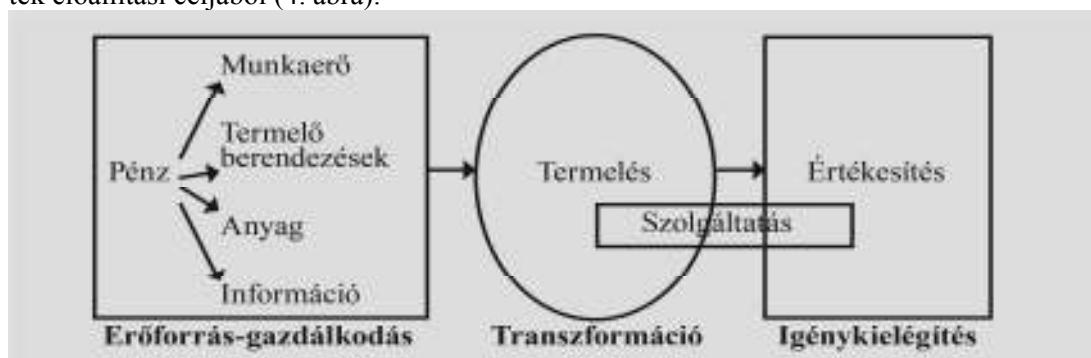 tek előállítási céljából (4. ábra).
Munkaerő
Termelő
berendezések
Pénz
Anyag
Információ
Termelés
Szolgáltatás
Értékesítés
Erőforrás-gazdálkodás
Transzformáció
Igénykielégítés